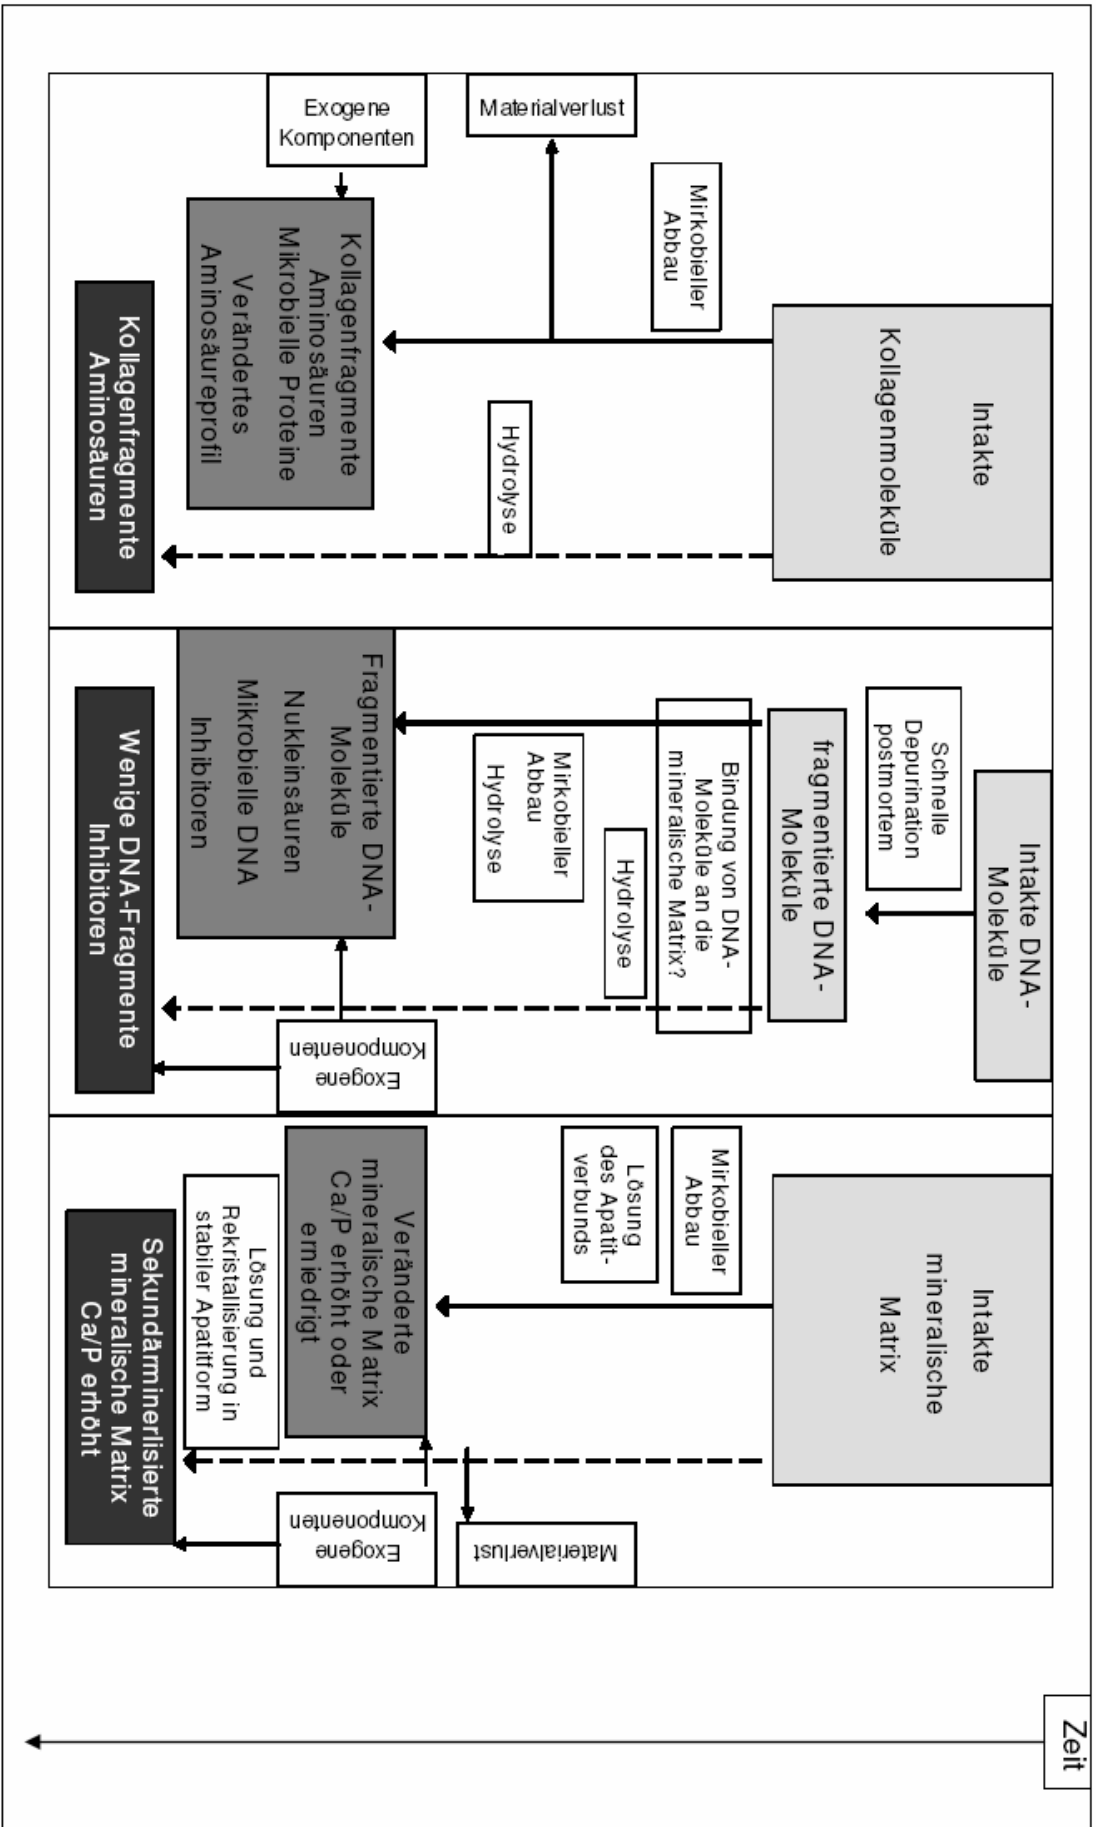 Intakte
Kollagenmoleküle
Mirkobieller
Abbau
Materialverlust
Hydrolyse
Exogene
Komponenten
Kollagenfragmente
Aminosäuren
Mikrobielle Proteine
Verändertes
Aminosäureprofil
Kollagenfragmente
Aminosäuren
Intakte DNA-
Moleküle
Schnelle
Depurination
postmortem
fragmentierte DNA-
Moleküle
Bindung von DNA-
Moleküle an die
mineralische Matrix?
Hydrolyse
Mirkobieller
Abbau
Hydrolyse
Fragmentierte DNA-
Moleküle
Nukleinsäuren
Mikrobielle DNA
Inhibitoren
Exogene
Komponenten
Wenige DNA-Fragmente
Inhibitoren
Intakte
mineralische
Matrix
Mirkobieller
Abbau
Lösung
des Apatit-
verbunds
Materialverlust
Veränderte
mineralische Matrix
Ca/P erhöht oder
erniedrigt
Exogene
Komponenten
Lösung und
Rekristallisierung in
stabiler Apatitform
Sekundärminerlisierte
mineralische Matrix
Ca/P erhöht
Zeit